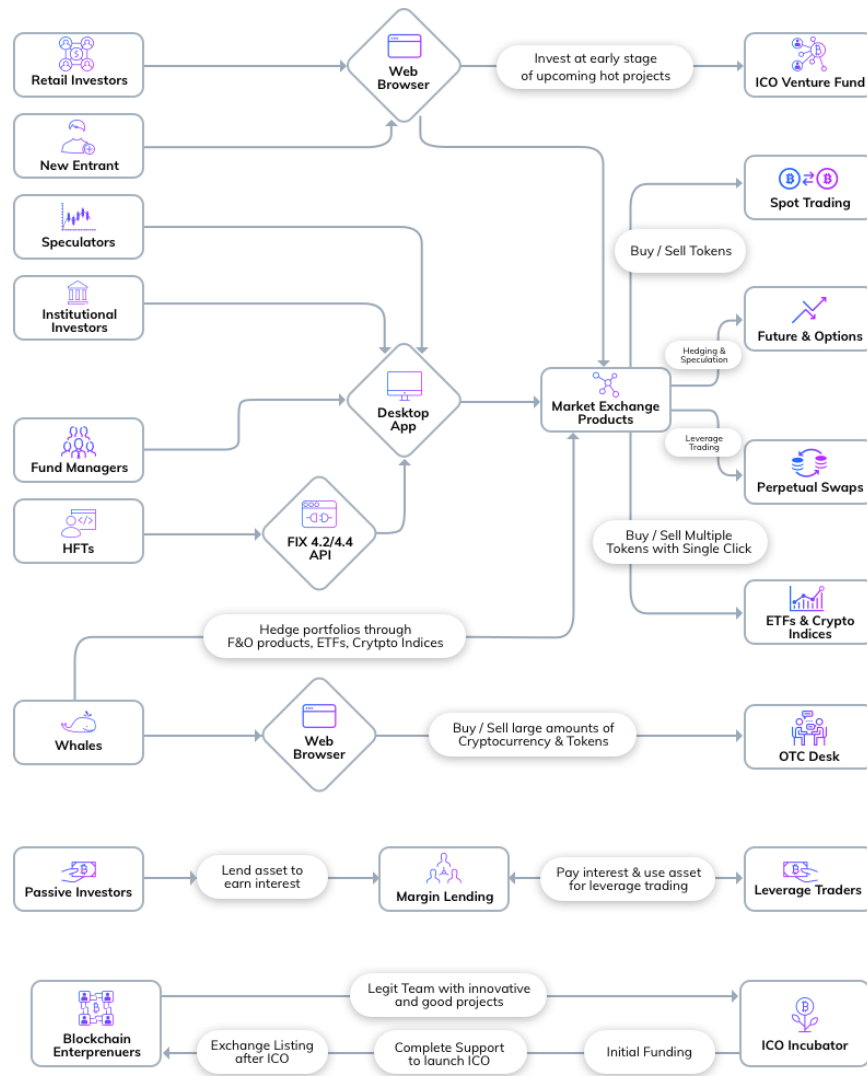 Retail Investors
Web
Browser
Invest at early stage
of upcoming hot projects
ICO Venture Fund
New Entrant
Speculators
Spot Trading
Buy / Sell Tokens
Institutional
Investors
Future & Options
Hedging &
Speculation
Desktop
App
Market Exchange
Products
Fund Managers
Leverage
Trading
Perpetual Swaps
HFTs
FIX 4.2/4.4
API
Buy / Sell Multiple
Tokens with Single Click
Hedge portfolios through
F&O products, ETFs, Crytpto Indices
ETFs & Crypto
Indices
Whales
Web
Browser
Buy / Sell large amounts of
Cryptocurrency & Tokens
OTC Desk
Passive Investors
Lend asset to
earn interest
Margin Lending
Pay interest & use asset
for leverage trading
Leverage Traders
Blockchain
Enterprenuers
Legit Team with innovative
and good projects
ICO Incubator
Exchange Listing
after ICO
Complete Support
to launch ICO
Initial Funding